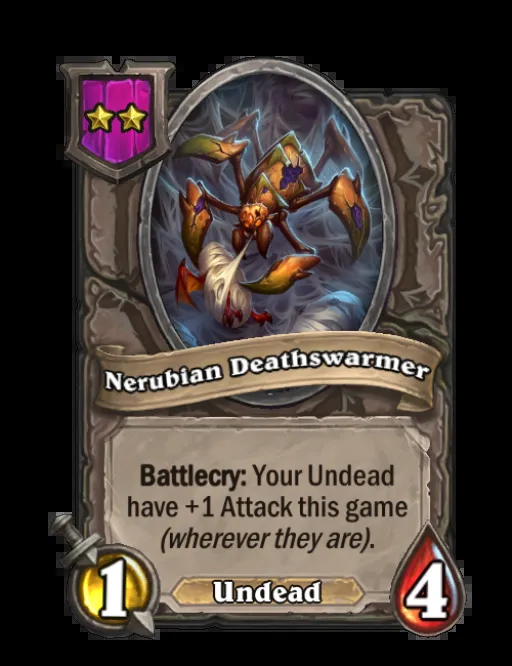 Nerubian Deathswarmer
Battlecry: Your Undead
have +1 Attack this game
(wherever they are).
1
Undead
4